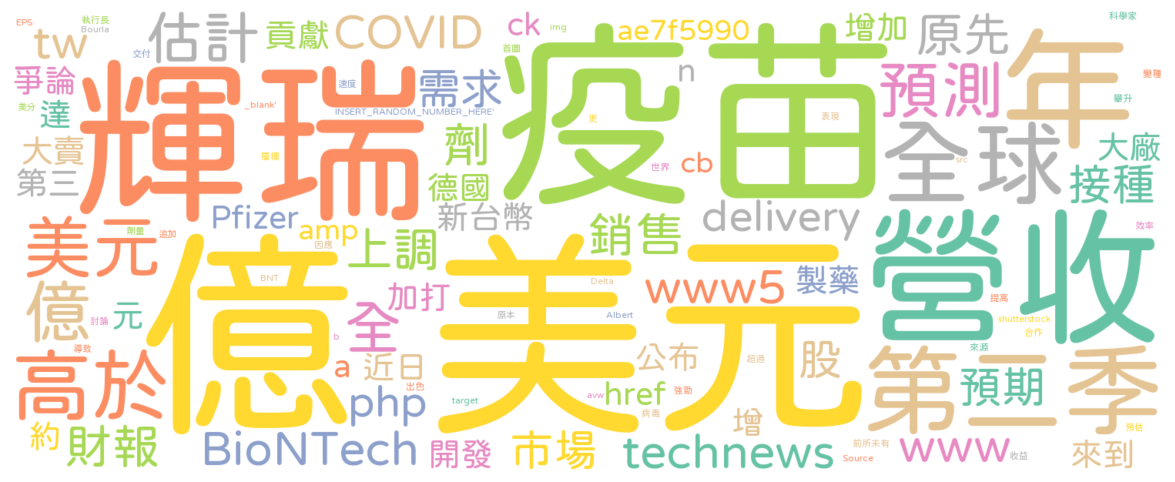 EPS
執行長
Bourla
tw
估計
貢獻
COVID
ck
img
ae7f5990
增加
原先
科學家
交付
苗圃
年
爭論
輝瑞
速度
需求
疫苗
n
預測
變種
美分
達
_blank'
INSERT_RANDOM_NUMBER_HERE'
更
表現
攀升
大賣
屬棲
劑
cb
世界
全球
src
大廠
第三
德國
接種
Pfizer
新台幣
delivery
美元
劑量
追加
amp
因應
上調
銷售
營收
效率
億
億美元
BNT
加打
Delta
www5
製藥
提高
元
討論
全
原本
Albert
shutterstock
合作
導致
b
高於
a
近日
公布
超過
股
來源
第二季
出色
php
target
avw
href
強勁
病毒
預期
約
財報
BioNTech
開發
市場
增
technews
前所未有
Source
www
收益
預估
來到